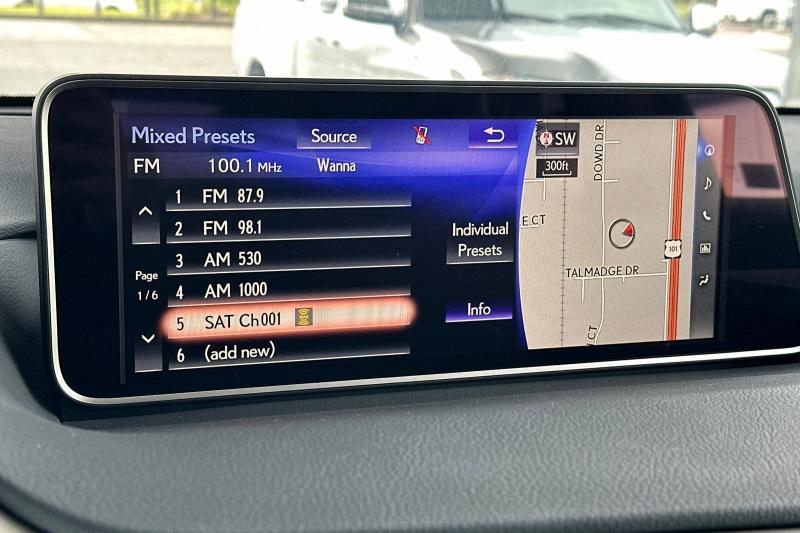 Mixed Presets
Source
FM 100.1 MHz Wanna
1 FM 87.9
2 FM 98.1
3 AM 530
4 AM 1000
5 SAT Ch001
6 (add new)
Page
1/6
Individual
Presets
Info
SW
300ft
DOWD DR
E CT
101
TALMADGE DR
CT